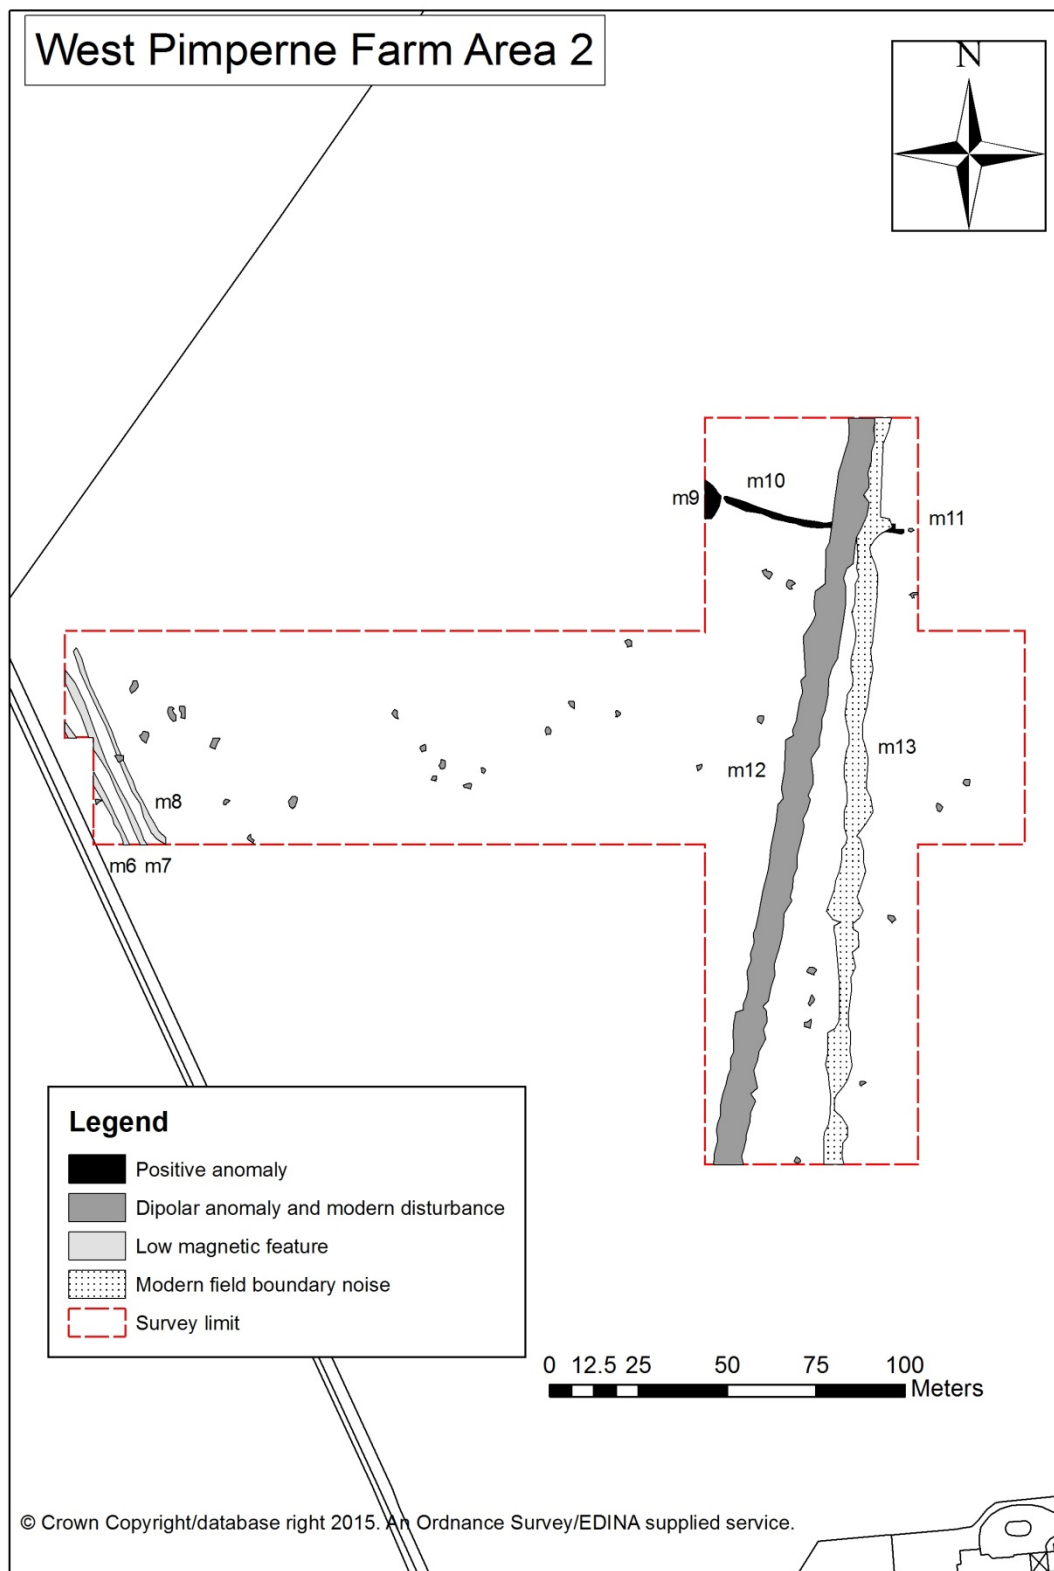 West Pimperne Farm Area 2
N
m10
m9
m11
m13
m12
m8
m6 m7
Legend
Positive anomaly
Dipolar anomaly and modern disturbance
Low magnetic feature
Modern field boundary noise
Survey limit
0 12.5 25 50 75 100
Meters
© Crown Copyright/database right 2015. An Ordnance Survey/EDINA supplied service.